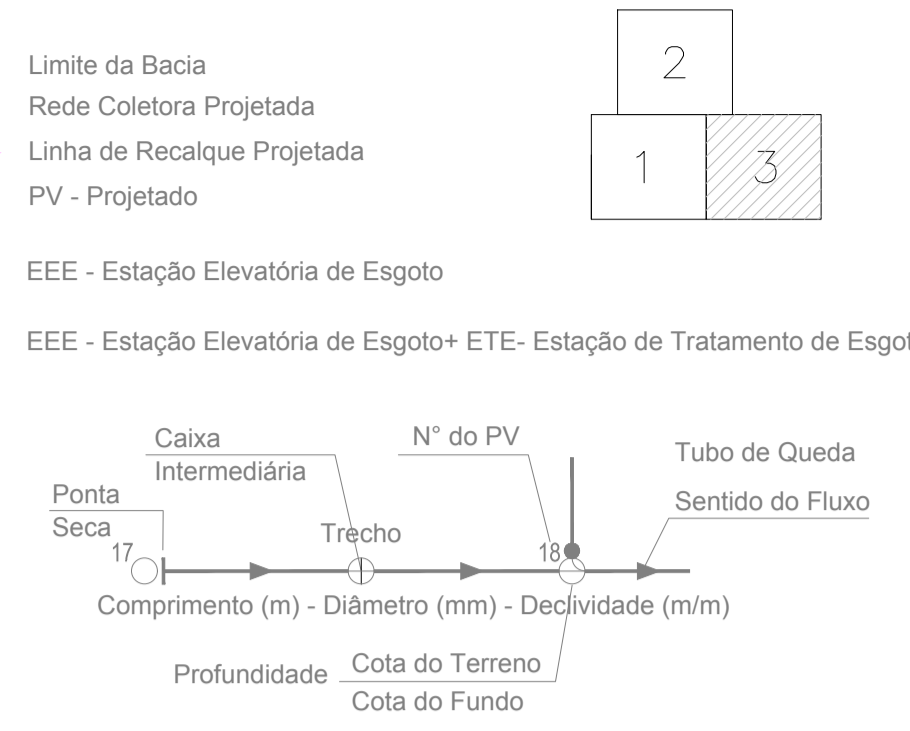 Limite da Bacia
Rede Coletora Projetada
Linha de Recalque Projetada
PV - Projetado
EEE - Estação Elevatória de Esgoto
EEE - Estação Elevatória de Esgoto+ ETE- Estação de Tratamento de Esgot
2
1
3
Caixa
Intermediária
N° do PV
Tubo de Queda
Ponta
Seca
Sentido do Fluxo
Trecho
17
18
Comprimento (m) - Diâmetro (mm) - Declividade (m/m)
Profundidade
Cota do Terreno
Cota do Fundo